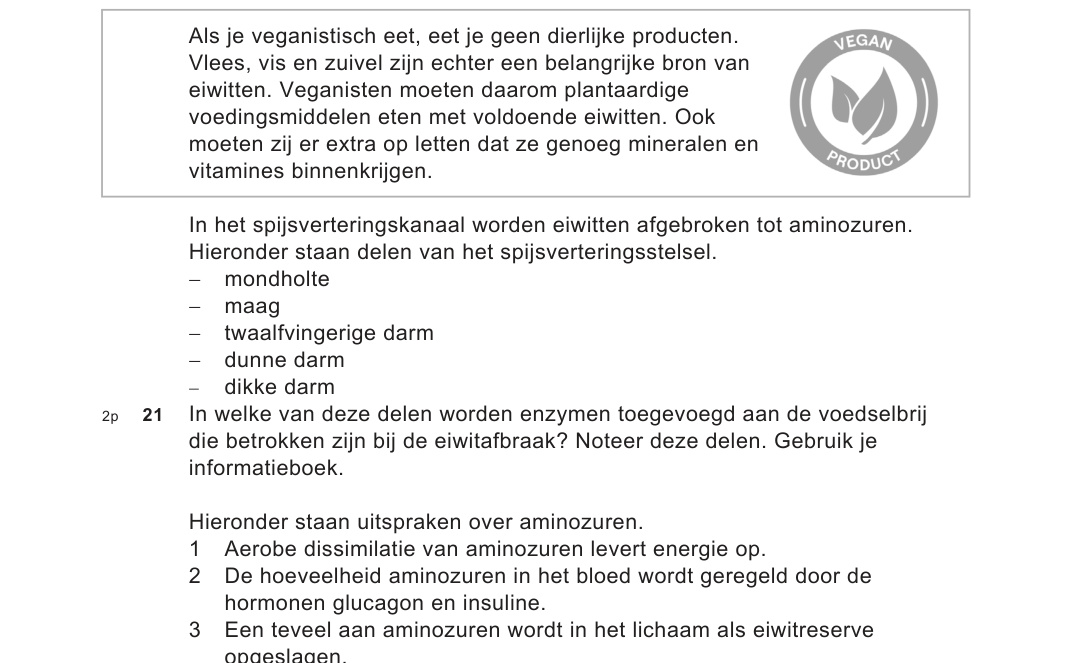 Als je veganistisch eet, eet je geen dierlijke producten.
Vlees, vis en zuivel zijn echter een belangrijke bron van
eiwitten. Veganisten moeten daarom plantaardige
voedingsmiddelen eten met voldoende eiwitten. Ook
moeten zij er extra op letten dat ze genoeg mineralen en
vitamines binnenkrijgen.
VEGAN
PRODUCT
In het spijsverteringskanaal worden eiwitten afgebroken tot aminozuren.
Hieronder staan delen van het spijsverteringsstelsel.
– mondholte
– maag
– twaalfvingerige darm
– dunne darm
– dikke darm
2p 21 In welke van deze delen worden enzymen toegevoegd aan de voedselbrij
die betrokken zijn bij de eiwitafbraak? Noteer deze delen. Gebruik je
informatieboek.
Hieronder staan uitspraken over aminozuren.
1 Aerobe dissimilatie van aminozuren levert energie op.
2 De hoeveelheid aminozuren in het bloed wordt geregeld door de
hormonen glucagon en insuline.
3 Een teveel aan aminozuren wordt in het lichaam als eiwitreserve
opgeslagen.